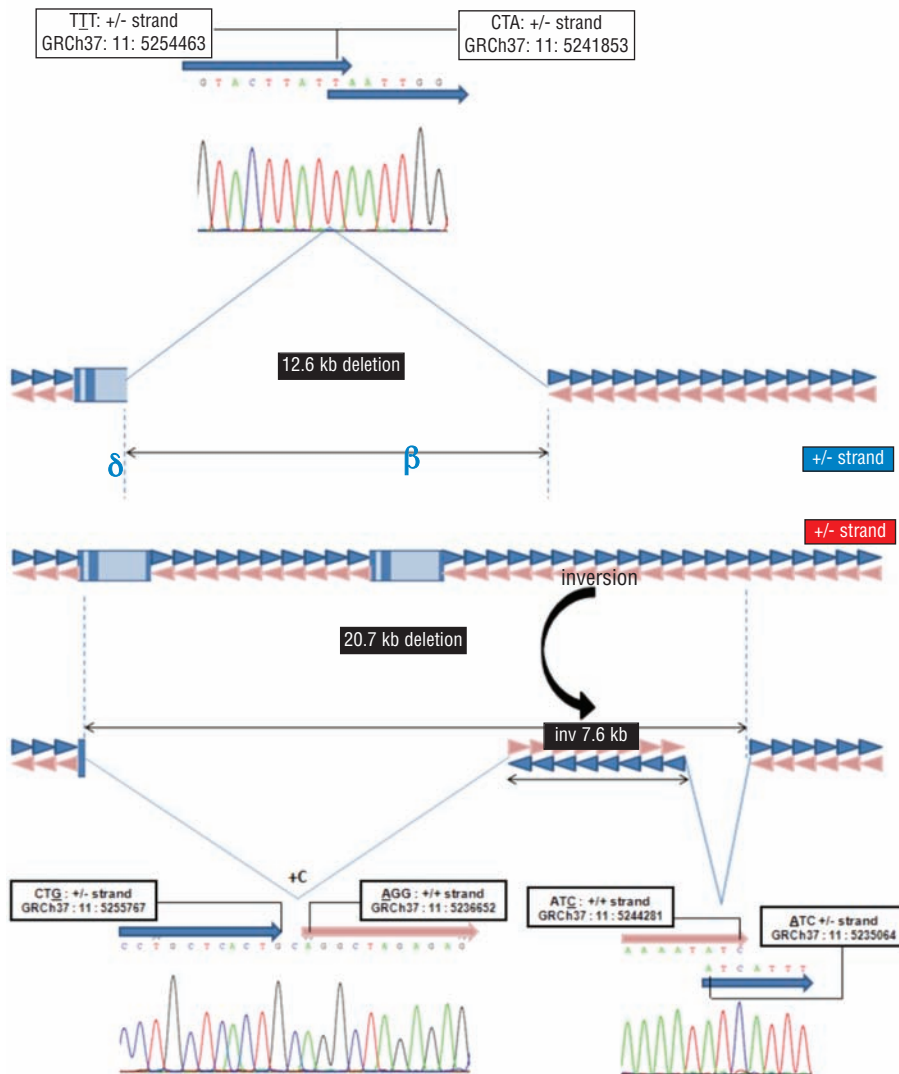 TTT: +/- strand
GRCh37: 11: 5254463
CTA: +/- strand
GRCh37: 11: 5241853
G T A C T T A T T A A T T G G
12.6 kb deletion
δ
β
+/- strand
+/- strand
inversion
20.7 kb deletion
inv 7.6 kb
+C
CTG : +/- strand
GRCh37 : 11 : 5255767
AGG : +/+ strand
GRCh37 : 11 : 5236652
C C T G C T C A C T G C A G G C T A G A G A G
ATC : +/+ strand
GRCh37 : 11 : 5244281
ATC +/- strand
GRCh37 : 11 : 5235064
A A A A T A T C
A T C A T T T